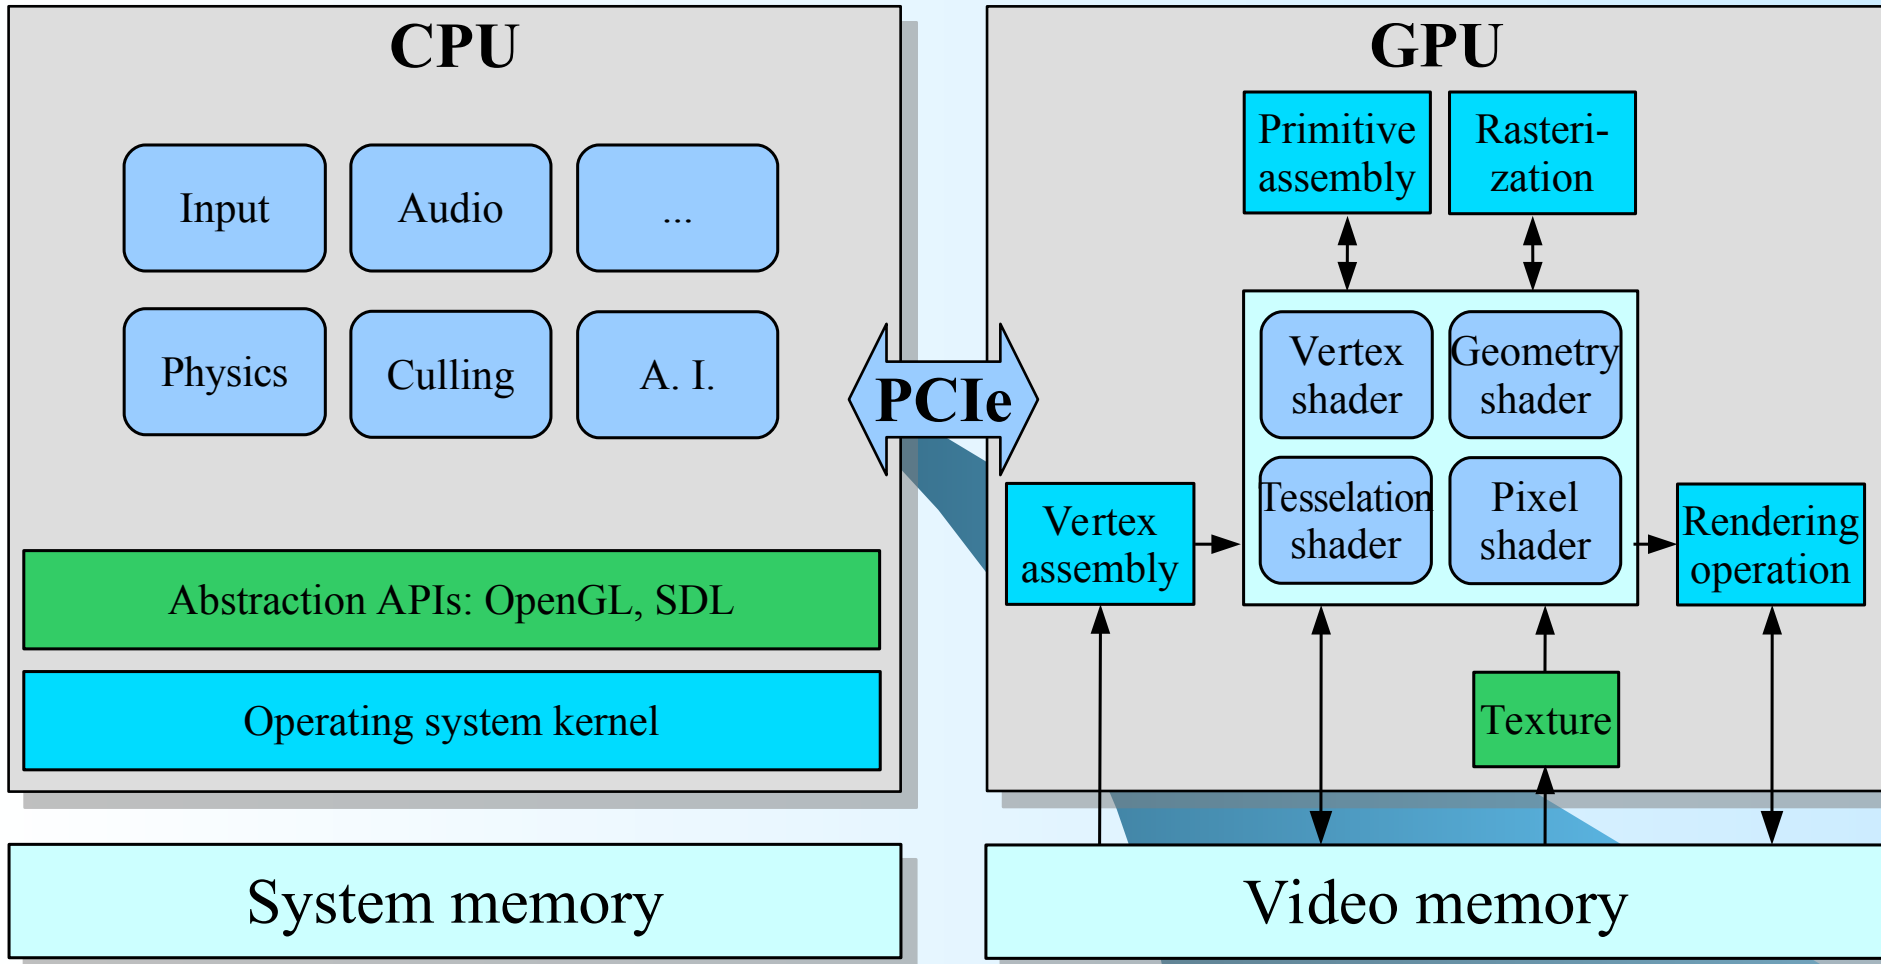 CPU
Input
Audio
...
Physics
Culling
A. I.
Abstraction APIs: OpenGL, SDL
Operating system kernel
System memory
PCIe
GPU
Primitive
assembly
Rasteri-
zation
Vertex
shader
Geometry
shader
Tesselation
shader
Pixel
shader
Vertex
assembly
Rendering
operation
Texture
Video memory